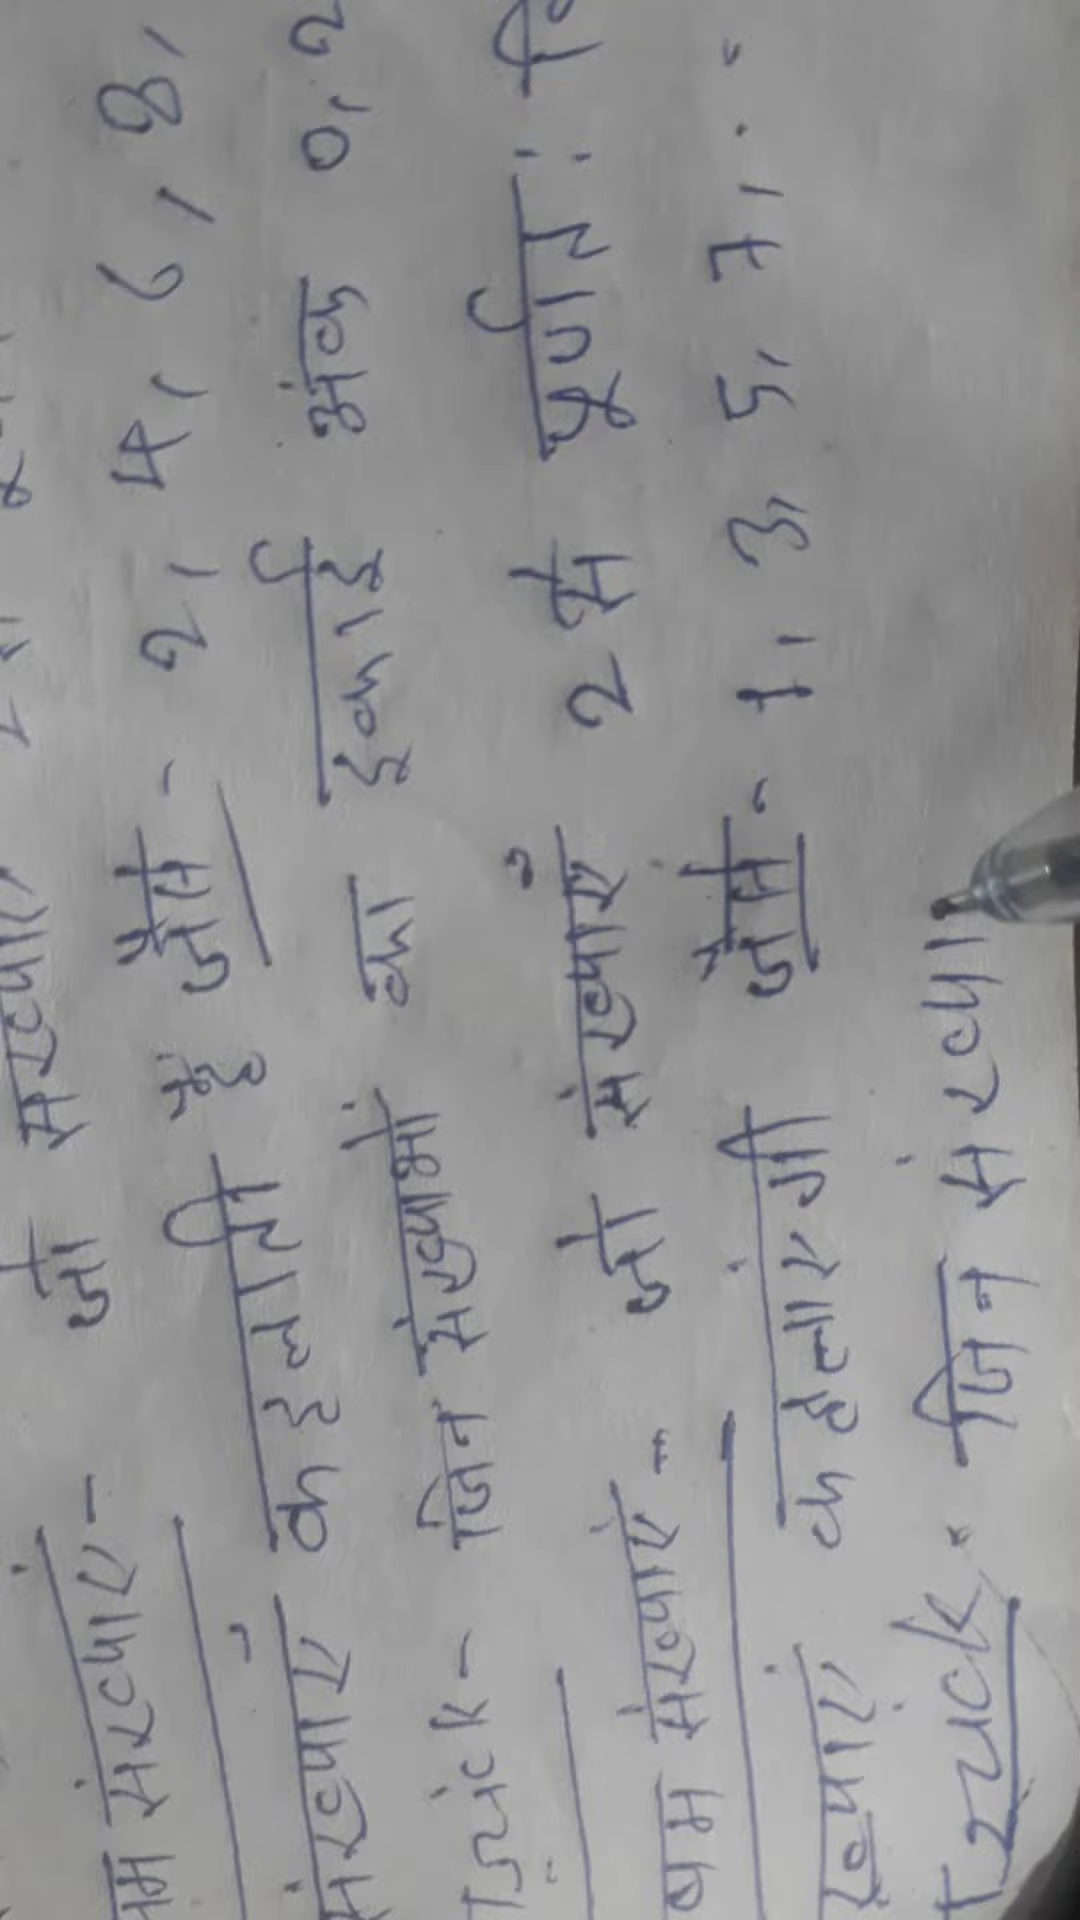 जो संख्याएँ 2 से
सम संख्याएं - है जैसे - 2, 4, 6, 8,
संख्याएं कहलाती
Trick - जिन संख्याओं का इकाई अंक 0, 2
जो संख्याएं 2 से पूर्णतः
विषम संख्याएं -
संख्याएं कहलाएंगी जैसे - 1, 3, 5, 7, . .
Trick - जिन संख्या